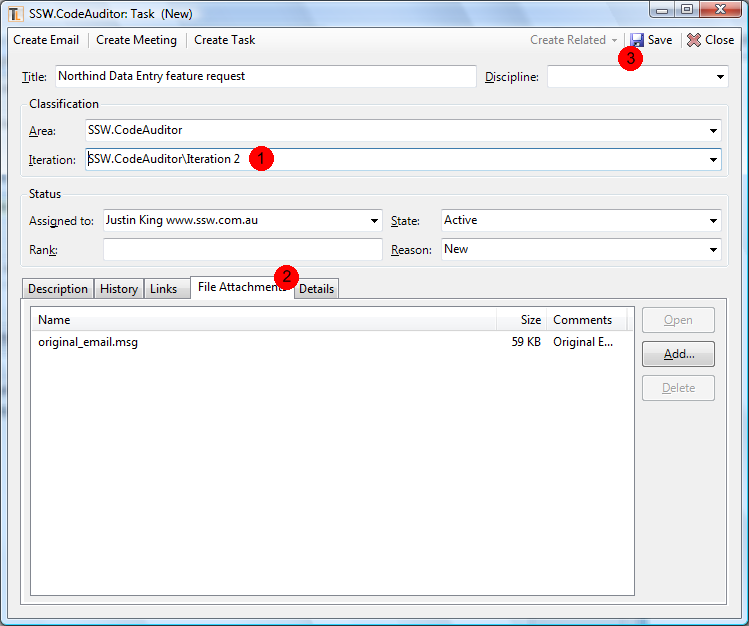 SSW.CodeAuditor: Task (New)
Create Email Create Meeting Create Task Create Related Save Close
3
Title: Northind Data Entry feature request Discipline:
Classification
Area: SSW.CodeAuditor
Iteration: SSW.CodeAuditor\Iteration 2 1
Status
Assigned to: Justin King www.ssw.com.au State: Active
Rank: Reason: New
2
Description History Links File Attachments Details
Name Size Comments Open
original_email.msg 59 KB Original E... Add...
Delete